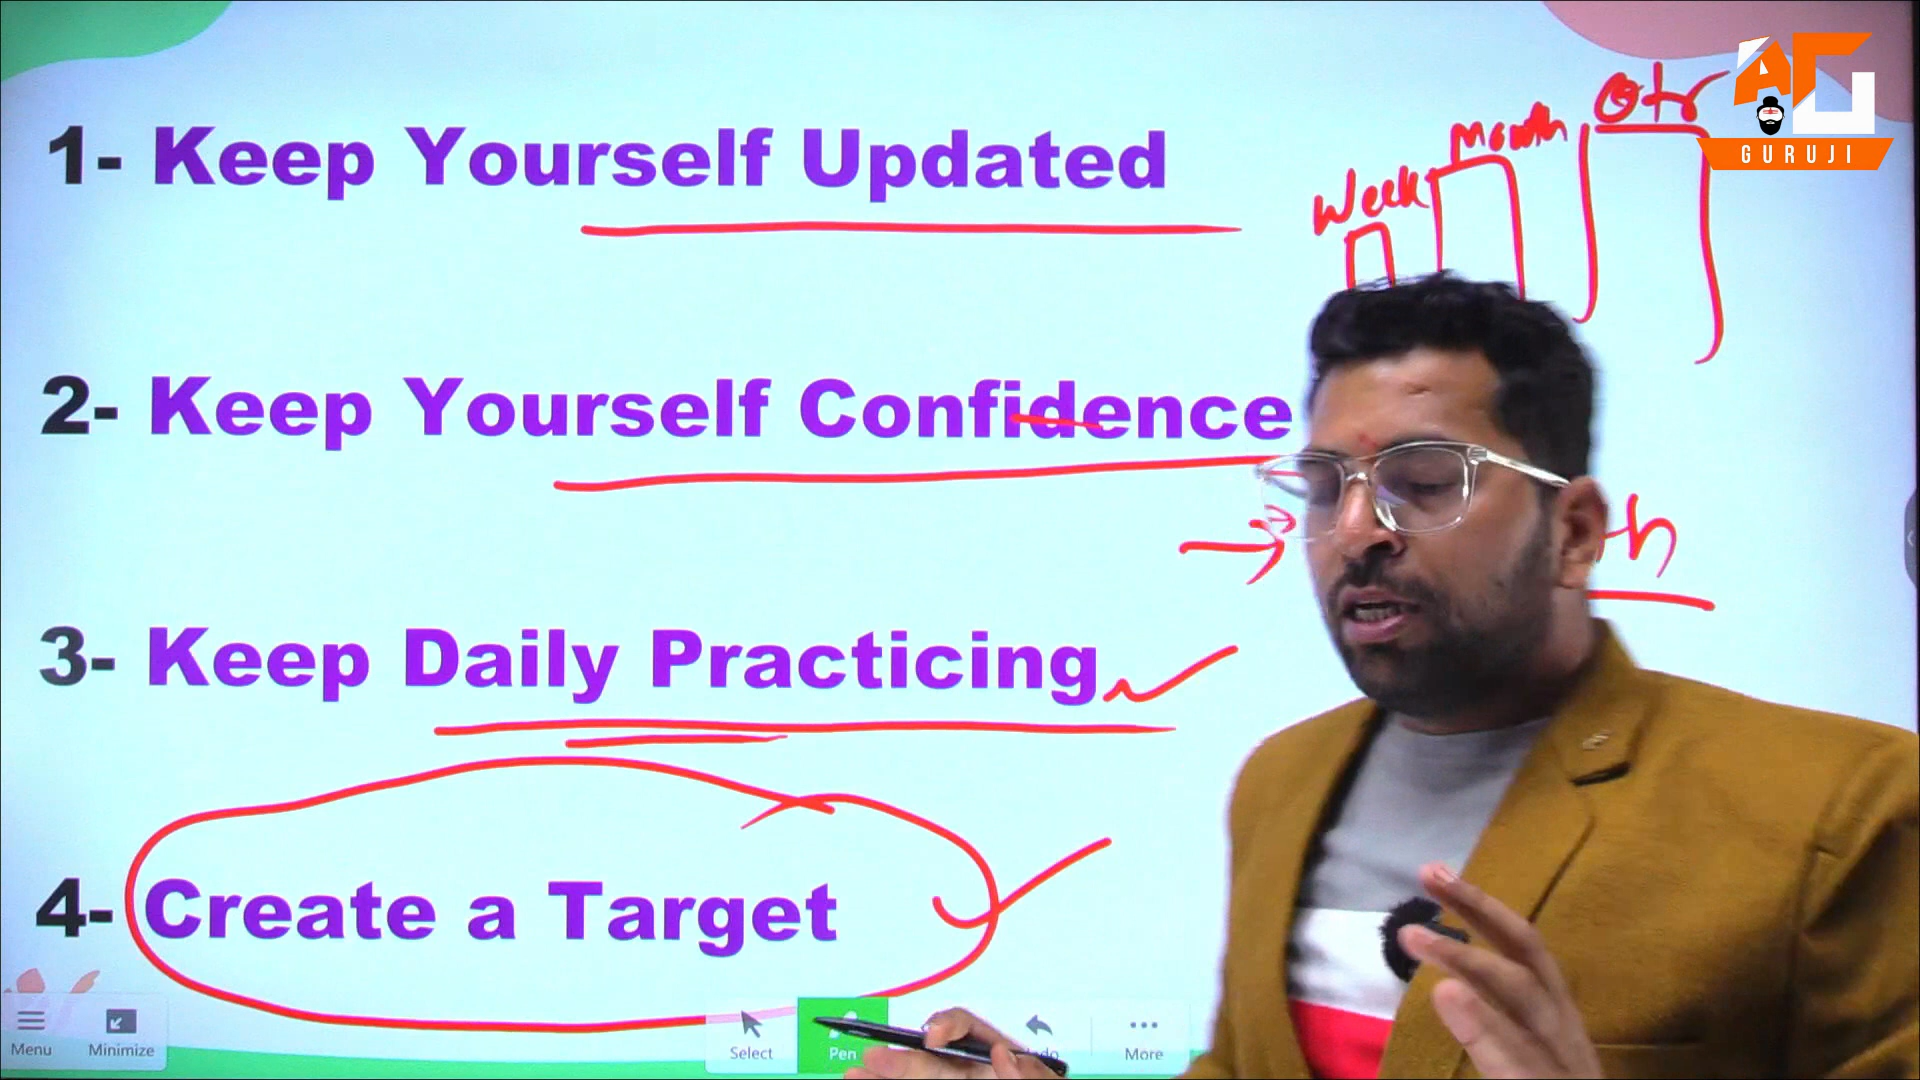 1- Keep Yourself Updated
Week
Month
Qtr
AG
GURUJI
2- Keep Yourself Confidence
3- Keep Daily Practicing
4- Create a Target
Menu
Minimize
Select
Pen
More